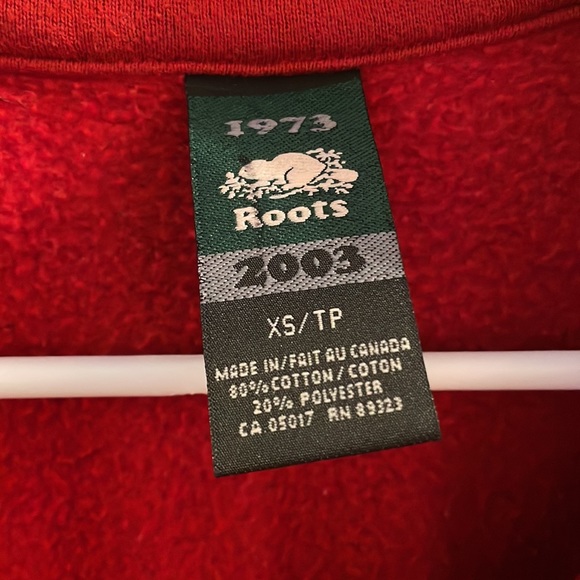 1973
Roots
2003
XS/TP
MADE IN/FAIT AU CANADA
80% COTTON/COTON
20% POLYESTER
CA 05017 RN 89323